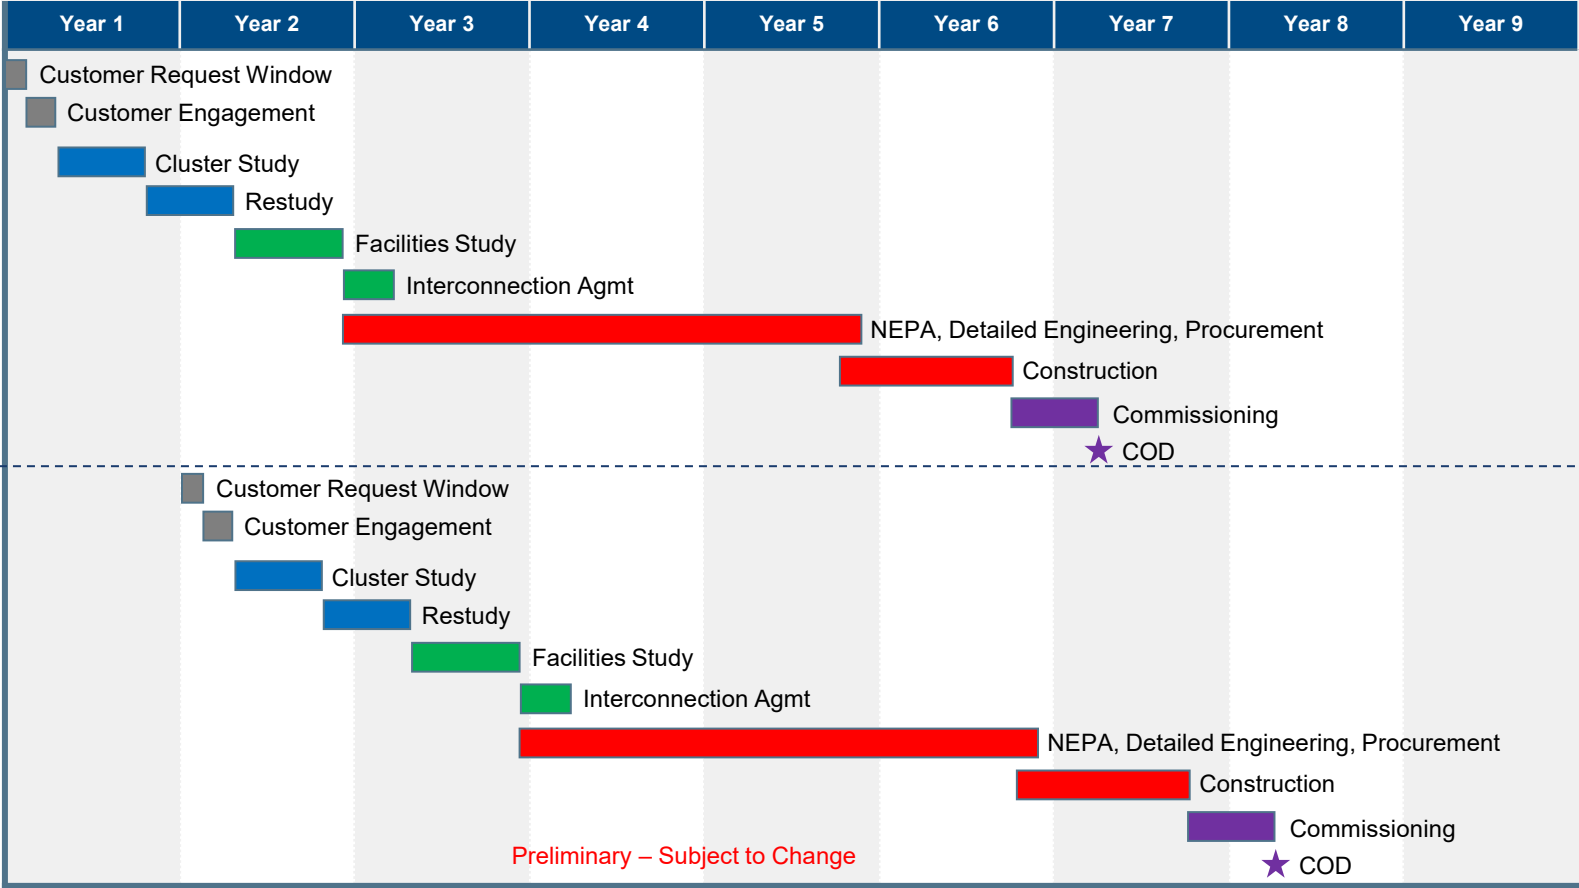 Year 1 Year 2 Year 3 Year 4 Year 5 Year 6 Year 7 Year 8 Year 9
Customer Request Window
Customer Engagement
Cluster Study
Restudy
Facilities Study
Interconnection Agmt
NEPA, Detailed Engineering, Procurement
Construction
Commissioning
COD
Customer Request Window
Customer Engagement
Cluster Study
Restudy
Facilities Study
Interconnection Agmt
NEPA, Detailed Engineering, Procurement
Construction
Commissioning
Preliminary – Subject to Change
COD